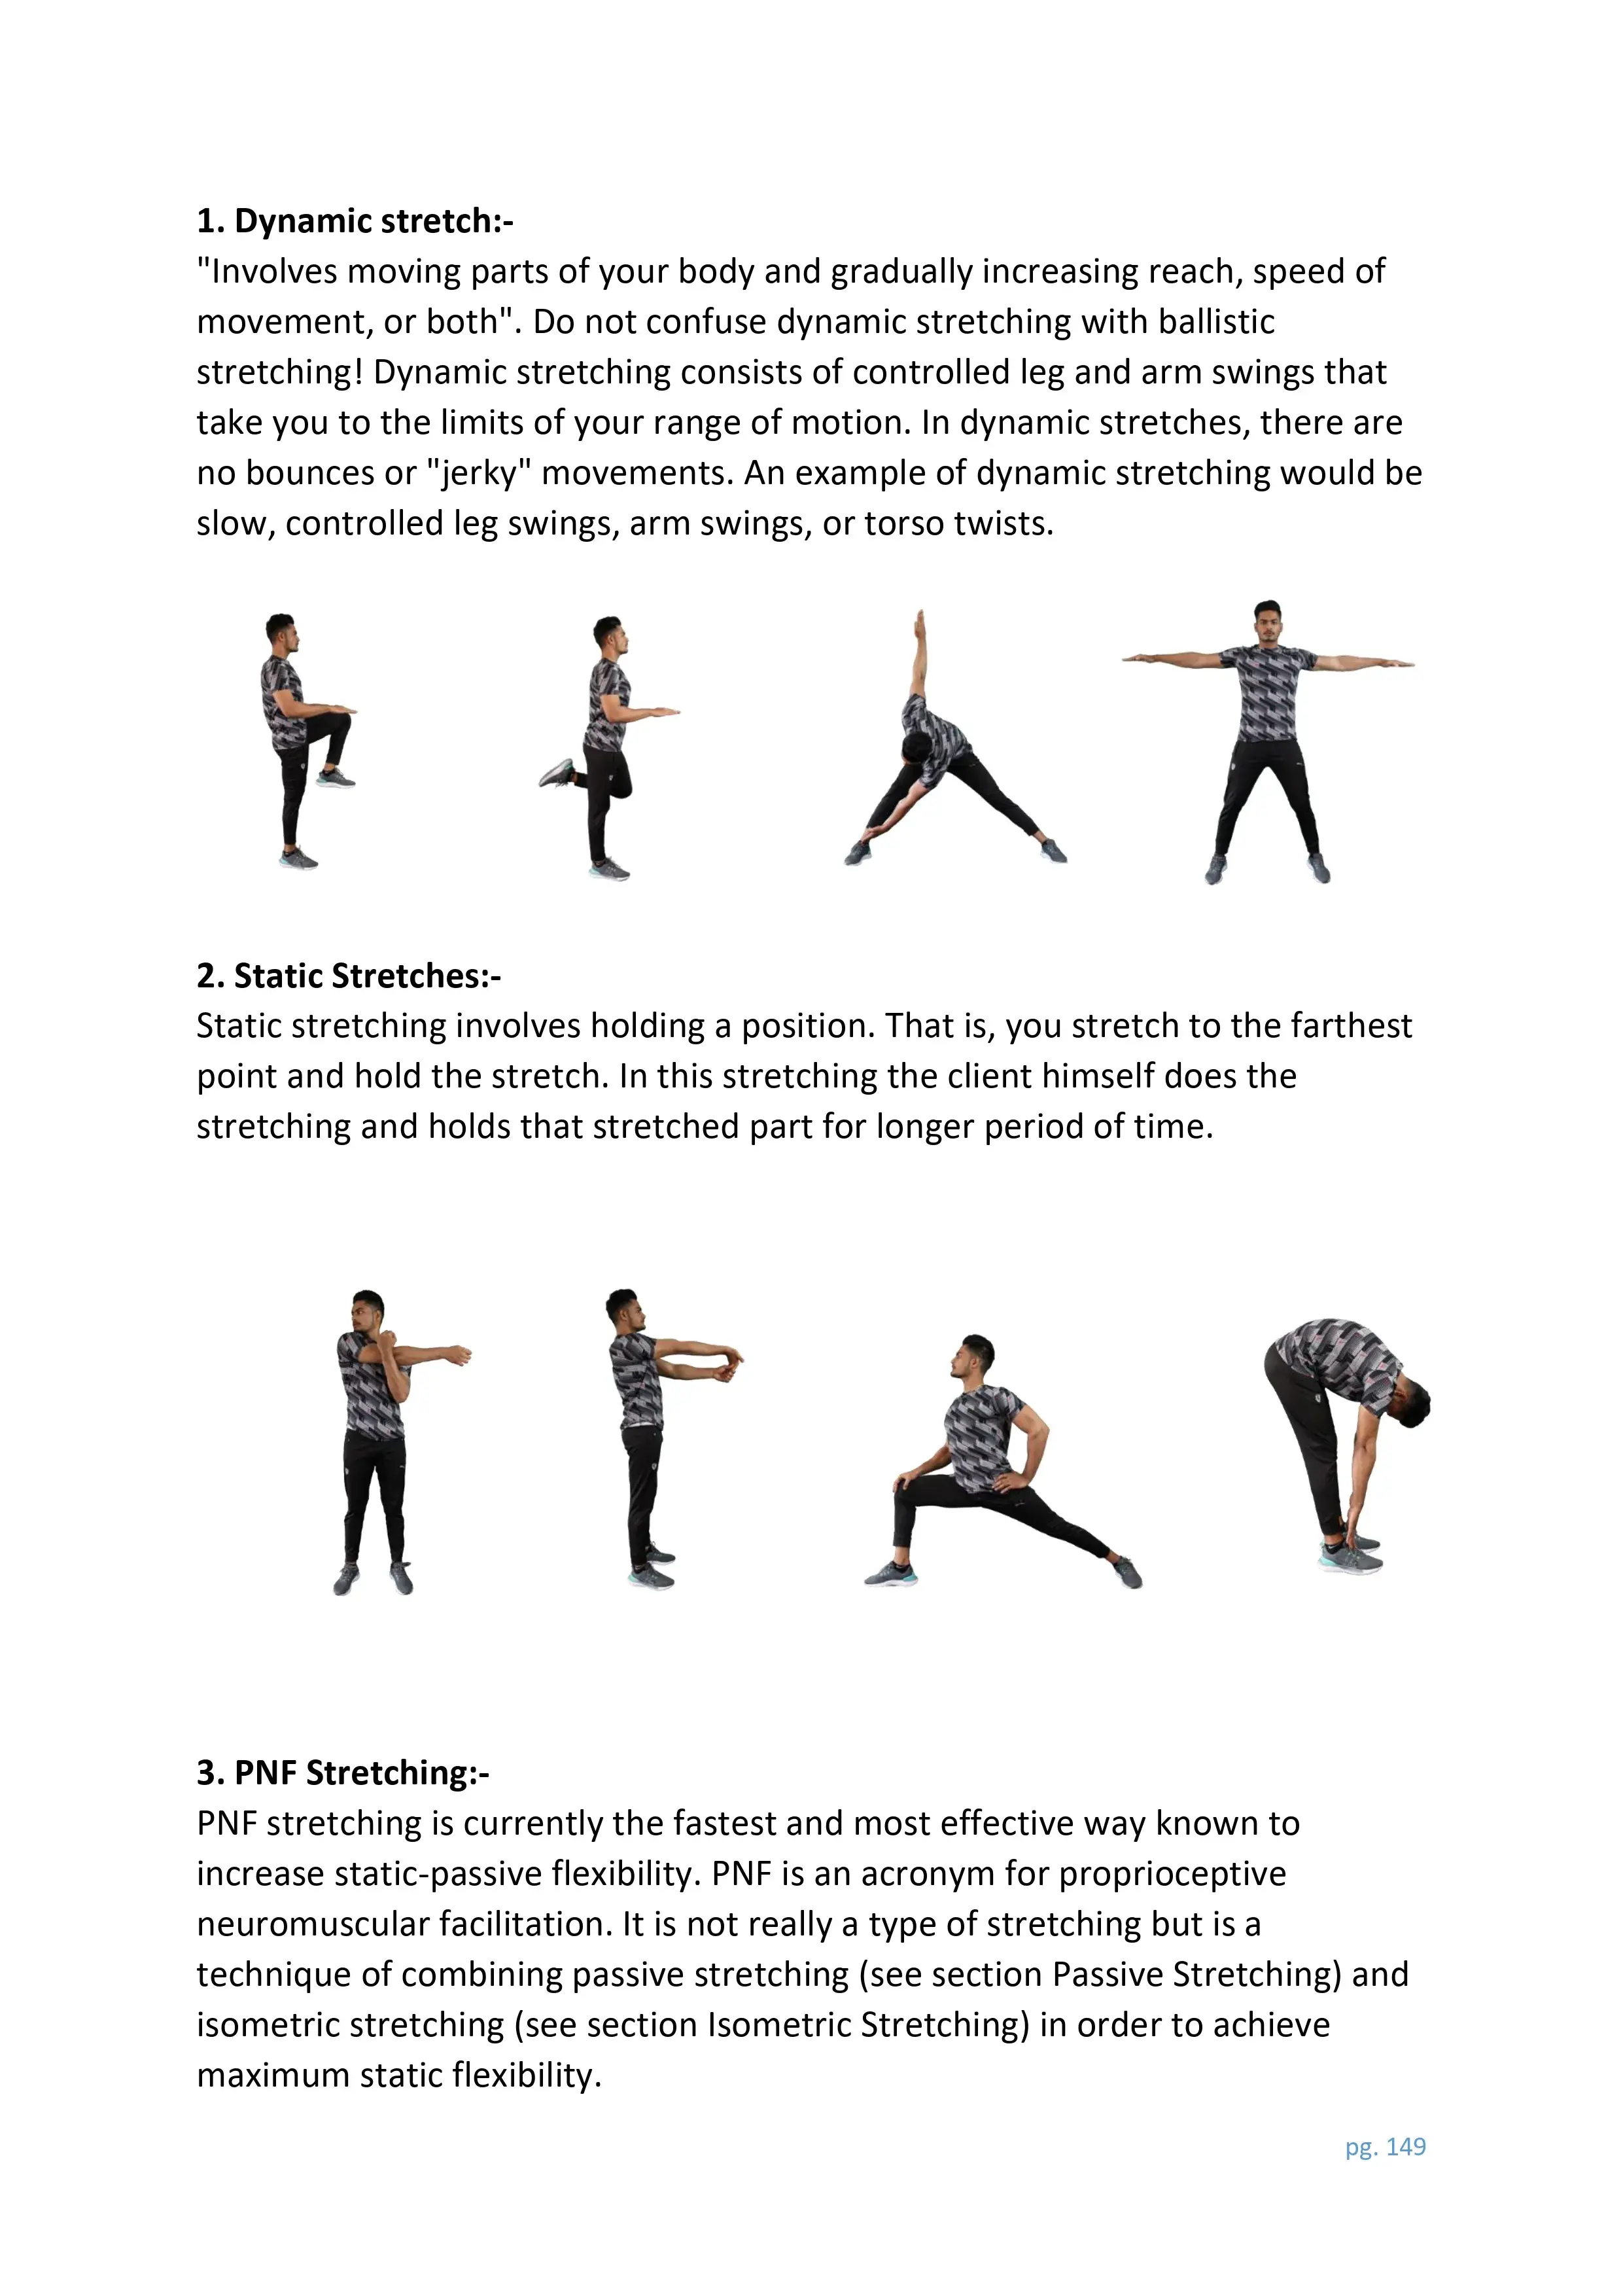 1. Dynamic stretch:-
"Involves moving parts of your body and gradually increasing reach, speed of
movement, or both". Do not confuse dynamic stretching with ballistic
stretching! Dynamic stretching consists of controlled leg and arm swings that
take you to the limits of your range of motion. In dynamic stretches, there are
no bounces or "jerky" movements. An example of dynamic stretching would be
slow, controlled leg swings, arm swings, or torso twists.
2. Static Stretches:-
Static stretching involves holding a position. That is, you stretch to the farthest
point and hold the stretch. In this stretching the client himself does the
stretching and holds that stretched part for longer period of time.
3. PNF Stretching:-
PNF stretching is currently the fastest and most effective way known to
increase static-passive flexibility. PNF is an acronym for proprioceptive
neuromuscular facilitation. It is not really a type of stretching but is a
technique of combining passive stretching (see section Passive Stretching) and
isometric stretching (see section Isometric Stretching) in order to achieve
maximum static flexibility.
pg. 149